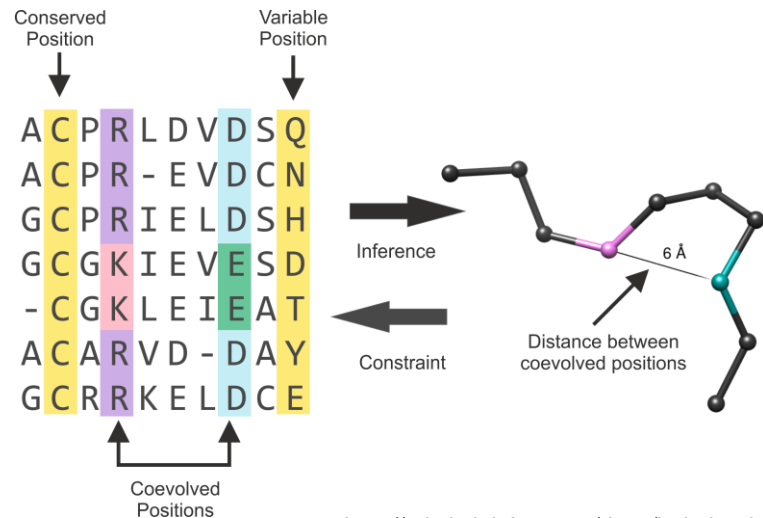 Conserved
Position
Variable
Position
ACPRLDVDSQ
ACPR-EVDCN
GCPRIELDSH
GCGKIEVESD
-CGKLEIEAT
ACARVD-DAY
GCRRKELDCE
Coevolved
Positions
Inference
Constraint
6 Å
Distance between
coevolved positions